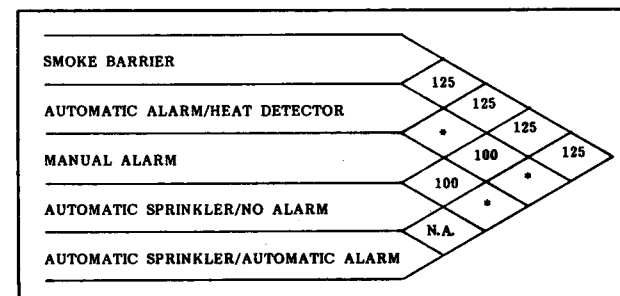 SMOKE BARRIER
AUTOMATIC ALARM/HEAT DETECTOR
MANUAL ALARM
AUTOMATIC SPRINKLER/NO ALARM
AUTOMATIC SPRINKLER/AUTOMATIC ALARM
125
125
125
125
*
100
*
100
*
N.A.